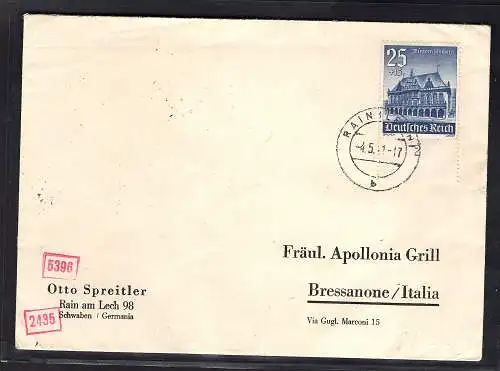 25
Deutsches Reich
RAIN (LECH)
-4.5.41-17
b
5396
Otto Spreitler
Rain am Lech 98
Schwaben / Germania
2435
Fräul. Apollonia Grill
Bressanone/Italia
Via Gugl. Marconi 15